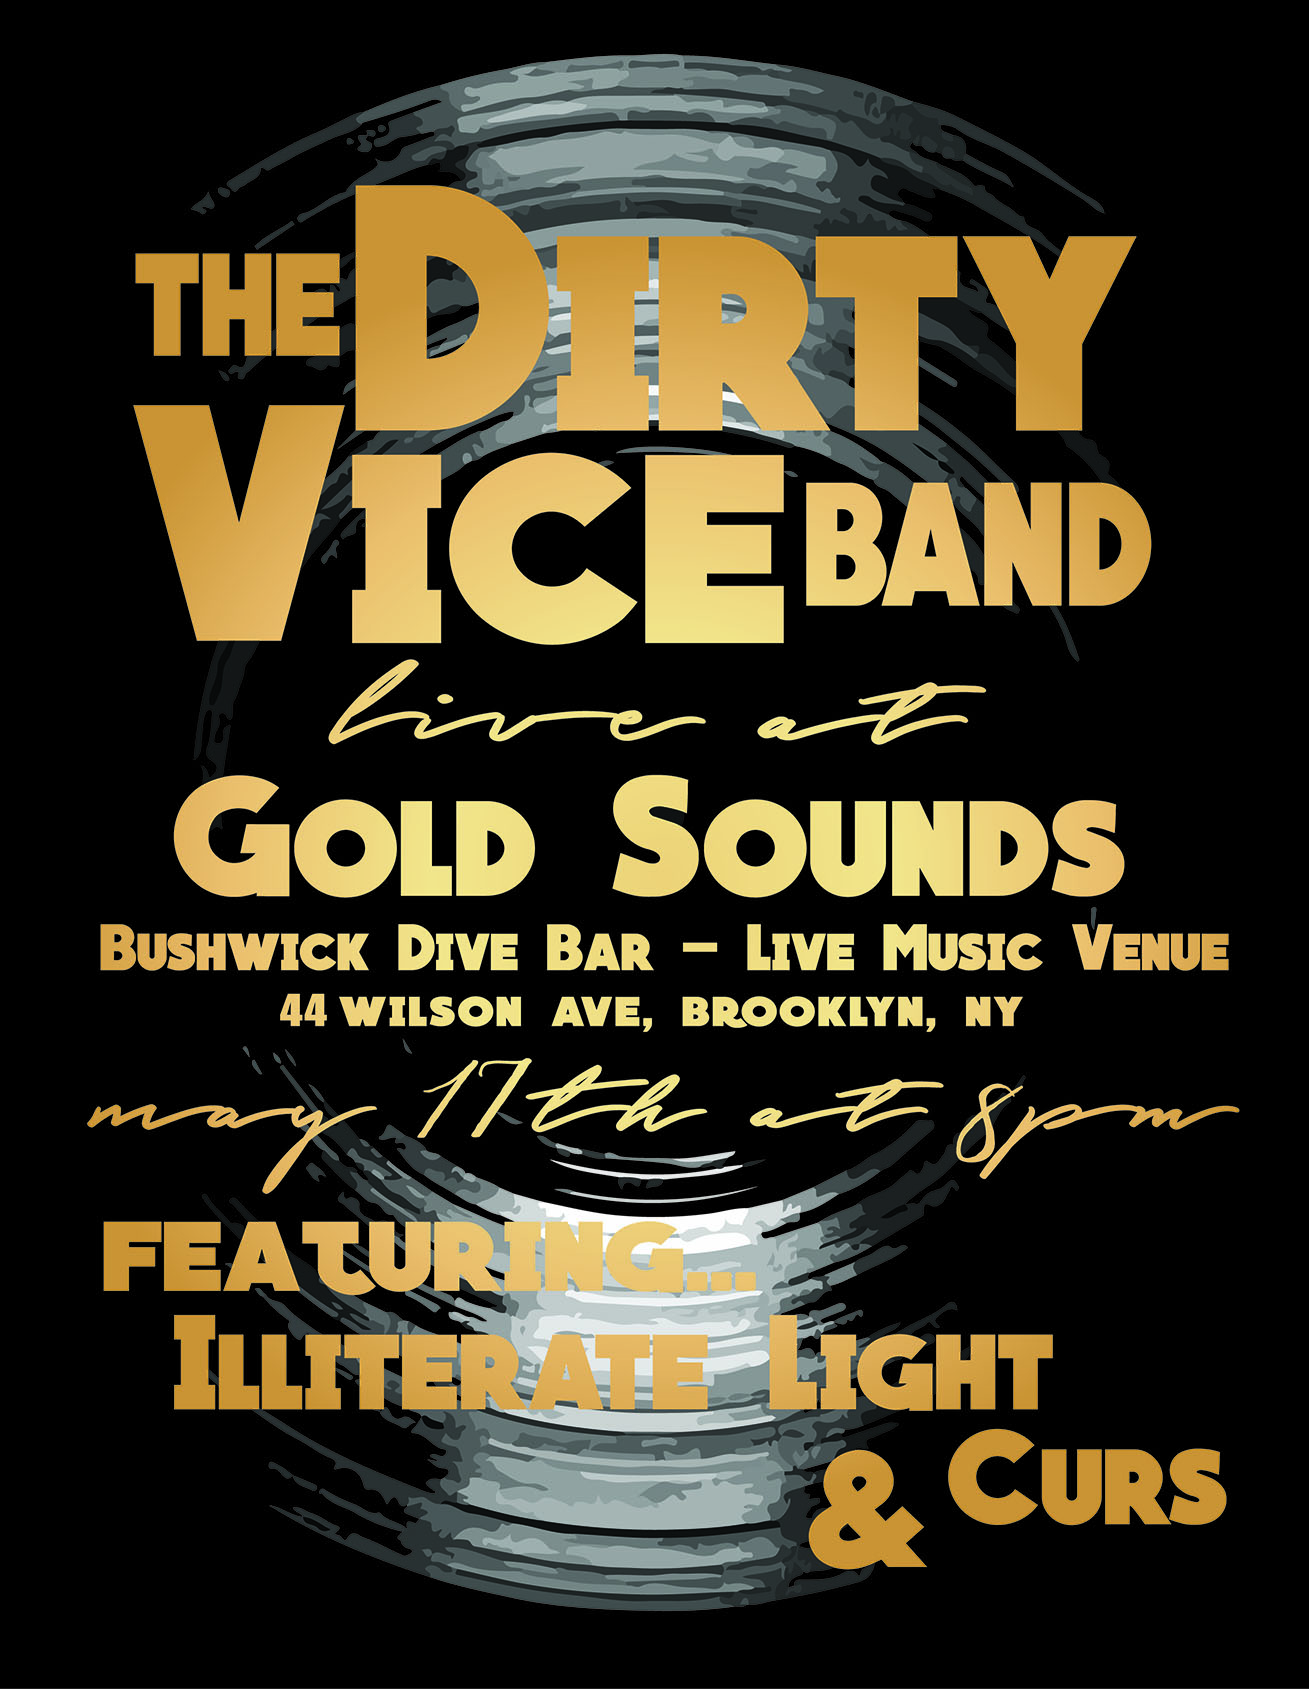 THE DIRTY
VICE BAND
live at
GOLD SOUNDS
BUSHWICK DIVE BAR – LIVE MUSIC VENUE
44 WILSON AVE, BROOKLYN, NY
may 17th at 8pm
FEATURING...
ILLITERATE LIGHT
& CURS